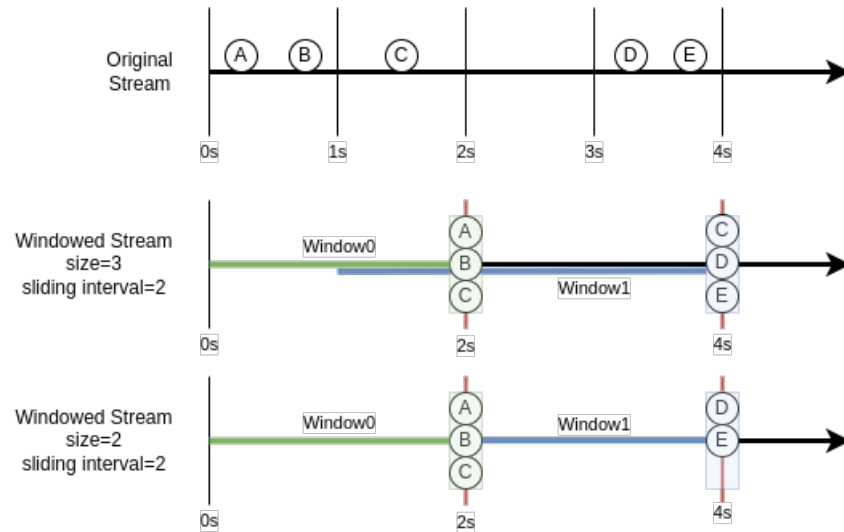 Original
Stream
A B C D E
0s 1s 2s 3s 4s
Windowed Stream
size=3
sliding interval=2
Window0
Window1
A
B
C
C
D
E
0s 2s 4s
Windowed Stream
size=2
sliding interval=2
Window0 Window1
A
B
C
D
E
0s 2s 4s